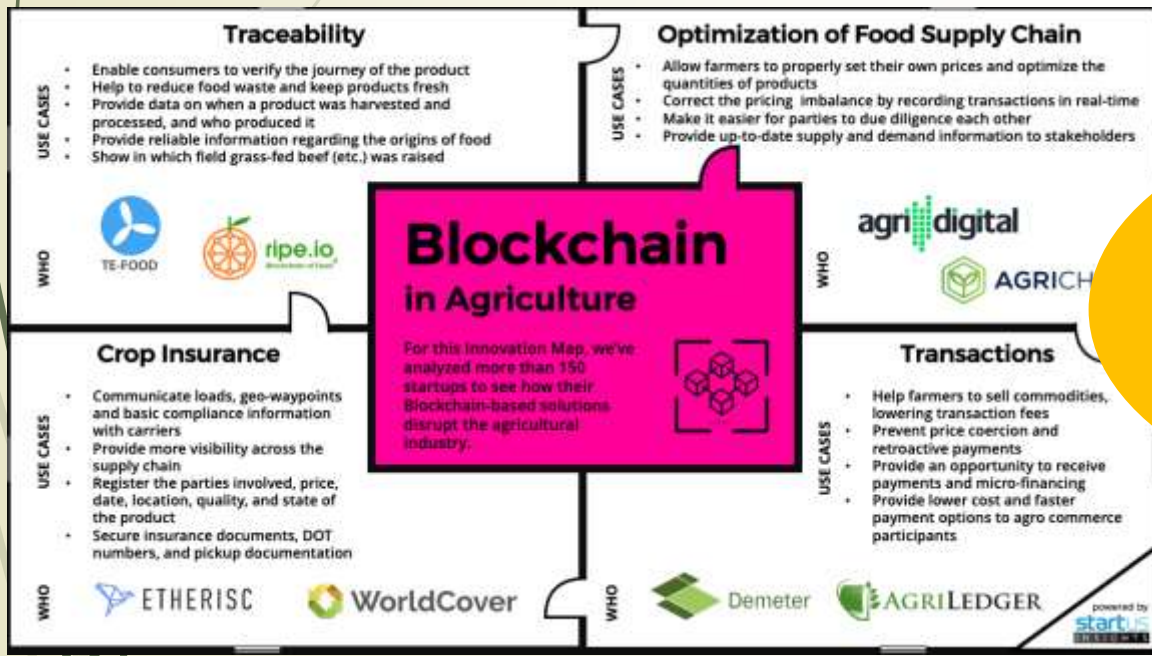 Traceability
USE CASES
• Enable consumers to verify the journey of the product
• Help to reduce food waste and keep products fresh
• Provide data on when a product was harvested and
processed, and who produced it
• Provide reliable information regarding the origins of food
• Show in which field grass-fed beef (etc.) was raised
WHO
TE-FOOD
ripe.io
Optimization of Food Supply Chain
USE CASES
• Allow farmers to properly set their own prices and optimize the
quantities of products
• Correct the pricing imbalance by recording transactions in real-time
• Make it easier for parties to due diligence each other
• Provide up-to-date supply and demand information to stakeholders
WHO
agri digital
AGRICH
Blockchain
in Agriculture
For this Innovation Map, we've
analyzed more than 150
startups to see how their
Blockchain-based solutions
disrupt the agricultural
industry.
Crop Insurance
USE CASES
• Communicate loads, geo-waypoints
and basic compliance information
with carriers
• Provide more visibility across the
supply chain
• Register the parties involved, price,
date, location, quality, and state of
the product
• Secure insurance documents, DOT
numbers, and pickup documentation
WHO
ETHERISC
WorldCover
Transactions
USE CASES
• Help farmers to sell commodities,
lowering transaction fees
• Prevent price coercion and
retroactive payments
• Provide an opportunity to receive
payments and micro-financing
• Provide lower cost and faster
payment options to agro commerce
participants
WHO
Demeter
AGRILEDGER
powered by
startus
INSIGHTS